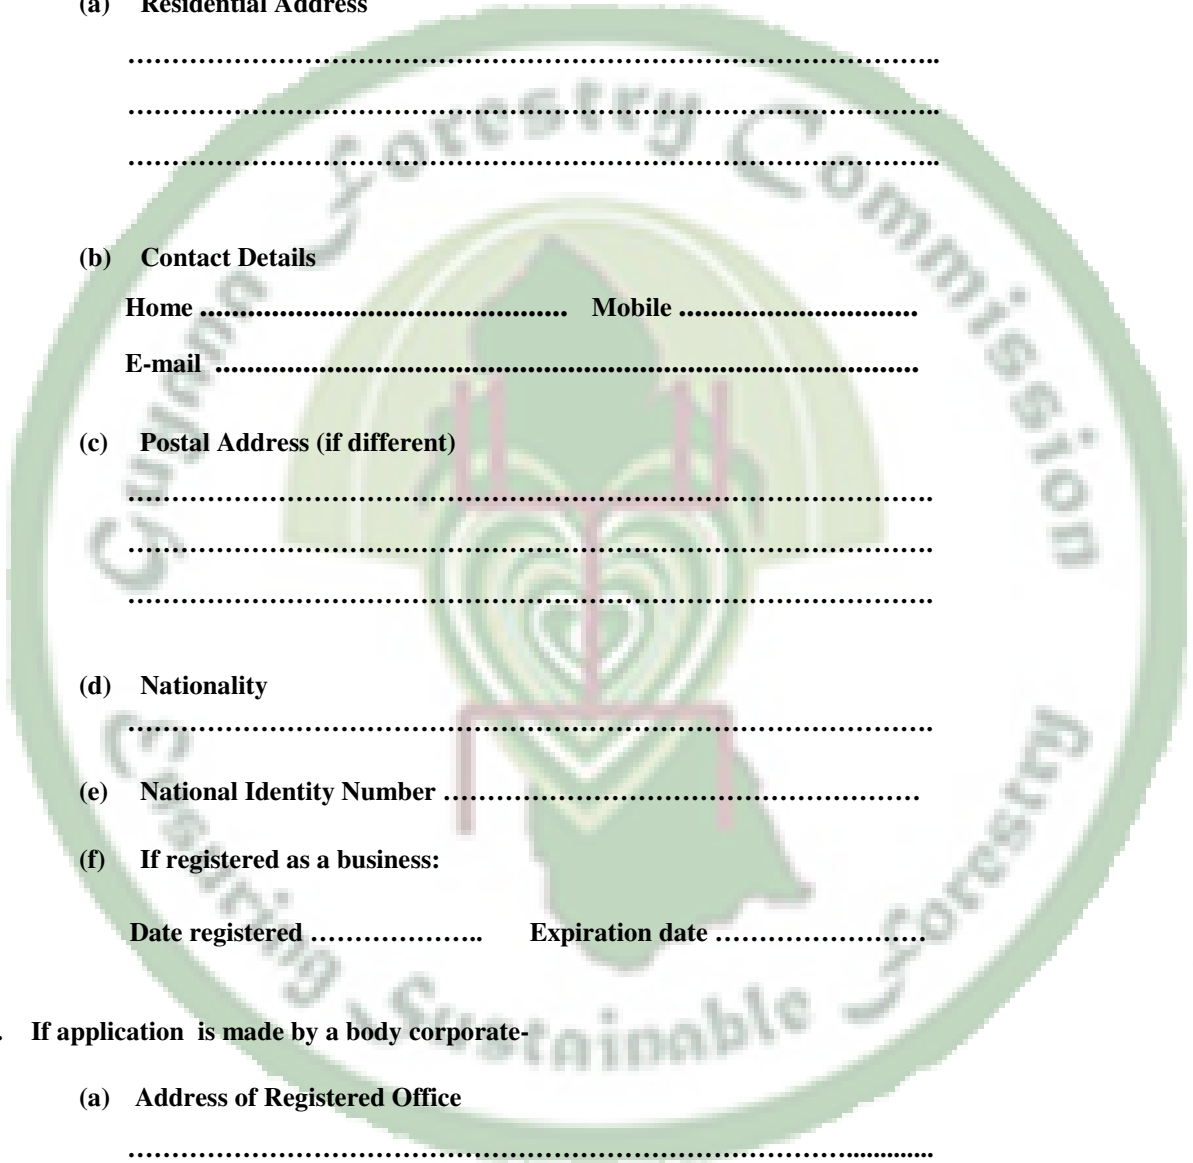 (a) Residential Address
………………………………………………………………………………..
………………………………………………………………………………..
………………………………………………………………………………..
(b) Contact Details
Home .............................................. Mobile ..............................
E-mail .........................................................................................
(c) Postal Address (if different)
……………………………………………………………………………….
……………………………………………………………………………….
……………………………………………………………………………….
(d) Nationality
……………………………………………………………………………….
(e) National Identity Number ………………………………………………
(f) If registered as a business:
Date registered ……………….. Expiration date ……………………
. If application is made by a body corporate-
(a) Address of Registered Office
………………………………………………………………………............
Guyana Forestry Commission
Ensuring Sustainable Forestry